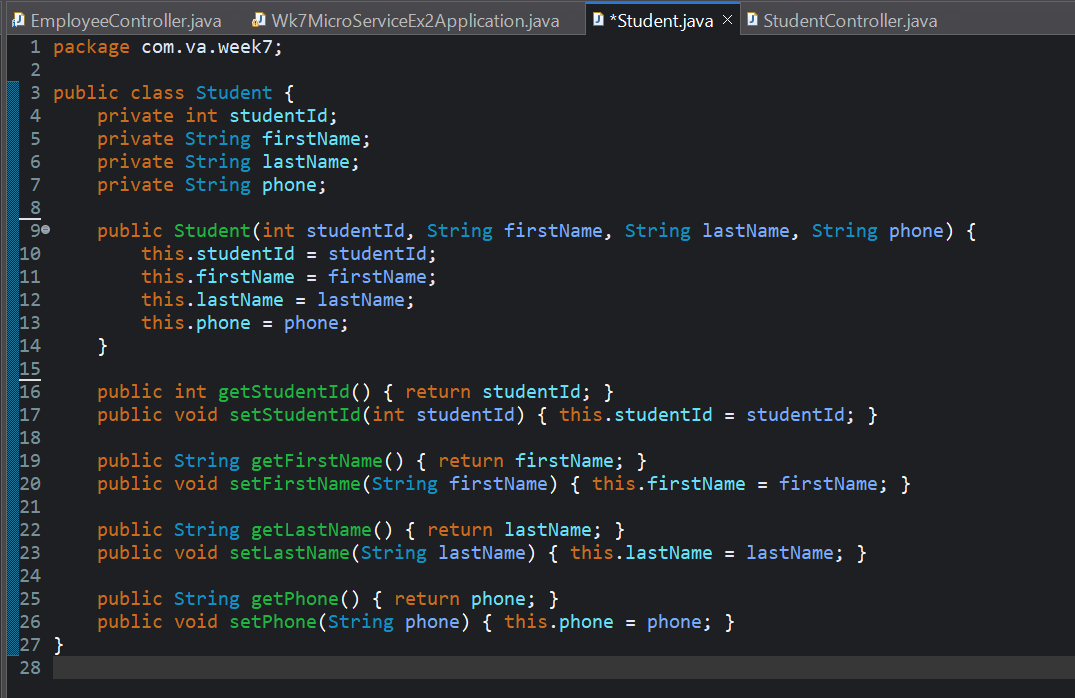 EmployeeController.java Wk7MicroServiceEx2Application.java *Student.java × StudentController.java
1 package com.va.week7;
2
3 public class Student {
4     private int studentId;
5     private String firstName;
6     private String lastName;
7     private String phone;
8
9     public Student(int studentId, String firstName, String lastName, String phone) {
10         this.studentId = studentId;
11         this.firstName = firstName;
12         this.lastName = lastName;
13         this.phone = phone;
14     }
15
16     public int getStudentId() { return studentId; }
17     public void setStudentId(int studentId) { this.studentId = studentId; }
18
19     public String getFirstName() { return firstName; }
20     public void setFirstName(String firstName) { this.firstName = firstName; }
21
22     public String getLastName() { return lastName; }
23     public void setLastName(String lastName) { this.lastName = lastName; }
24
25     public String getPhone() { return phone; }
26     public void setPhone(String phone) { this.phone = phone; }
27 }
28